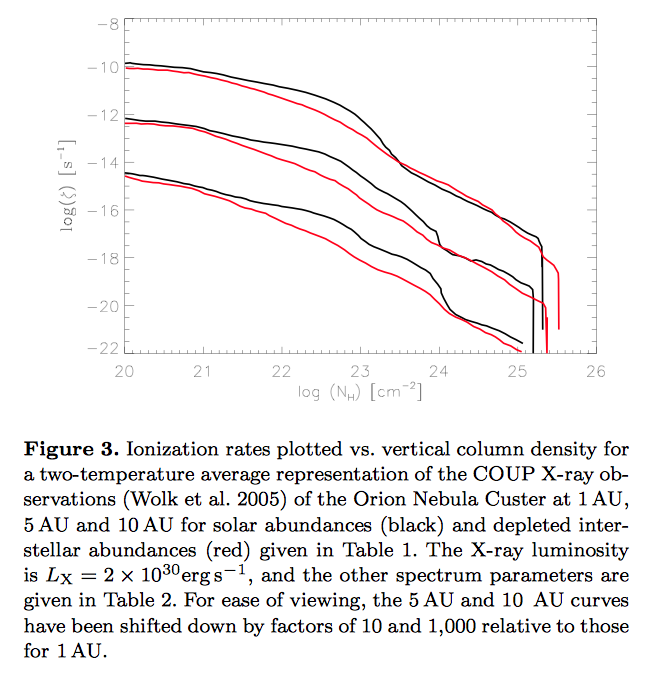 −8
−10
−12
−14
−16
−18
−20
−22
log(ζ) [s⁻¹]
20 21 22 23 24 25 26
log (N_H) [cm⁻²]
Figure 3. Ionization rates plotted vs. vertical column density for
a two-temperature average representation of the COUP X-ray ob-
servations (Wolk et al. 2005) of the Orion Nebula Custer at 1 AU,
5 AU and 10 AU for solar abundances (black) and depleted inter-
stellar abundances (red) given in Table 1. The X-ray luminosity
is L_X = 2 × 10³⁰erg s⁻¹, and the other spectrum parameters are
given in Table 2. For ease of viewing, the 5 AU and 10 AU curves
have been shifted down by factors of 10 and 1,000 relative to those
for 1 AU.